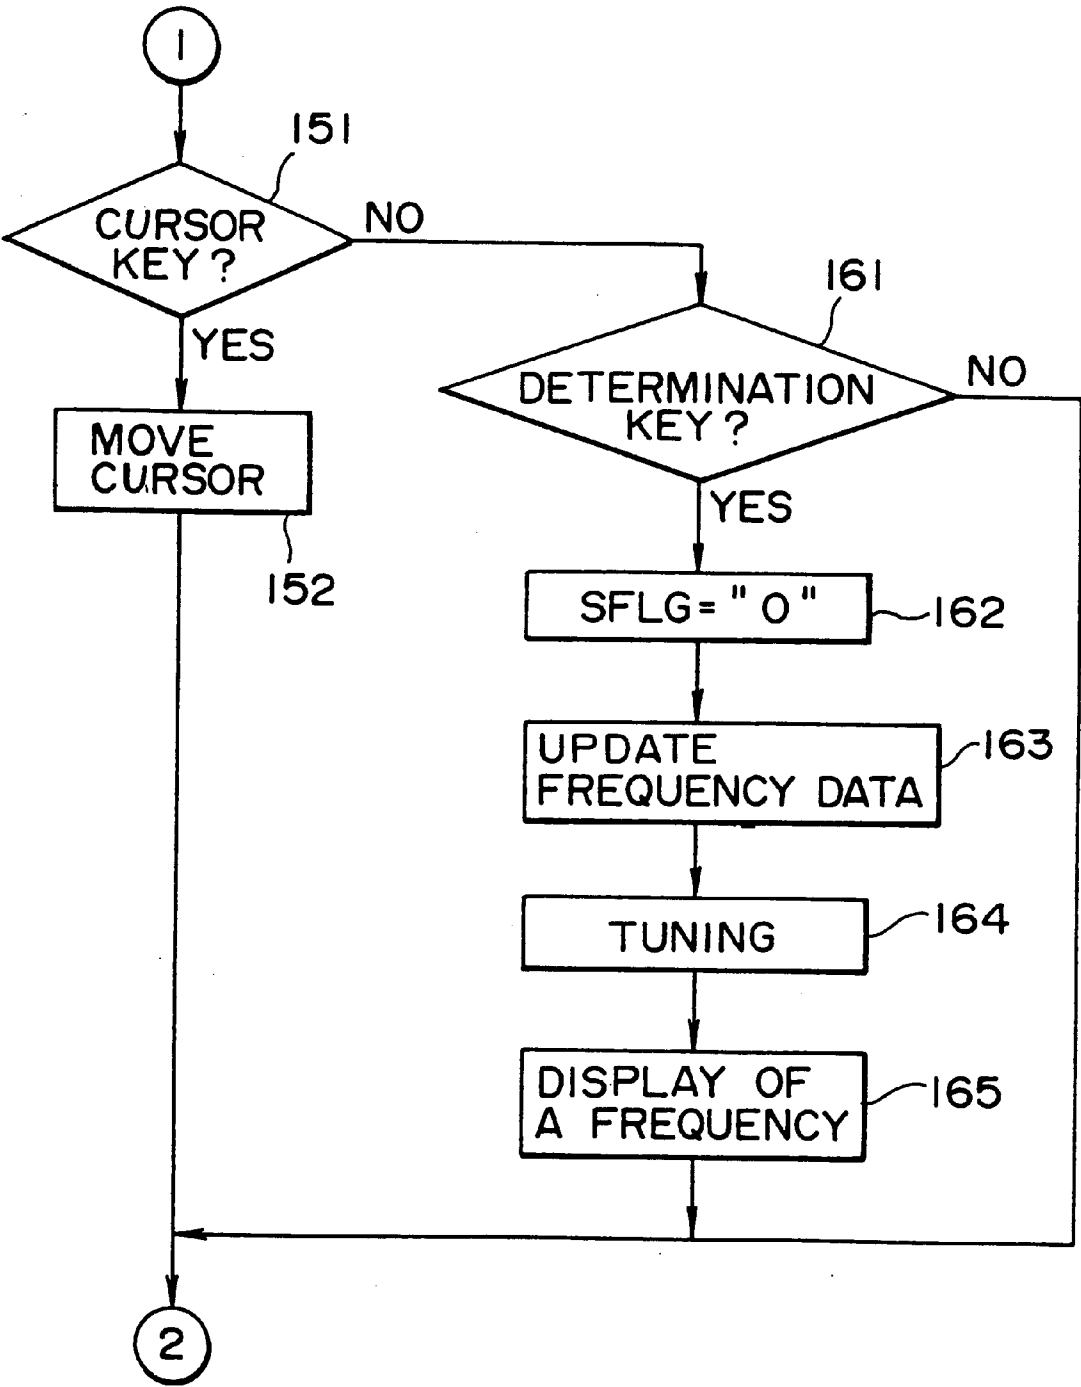 1
151
CURSOR
KEY?
NO
YES
MOVE
CURSOR
152
161
DETERMINATION
KEY?
NO
YES
SFLG="0"
162
UPDATE
FREQUENCY DATA
163
TUNING
164
DISPLAY OF
A FREQUENCY
165
2